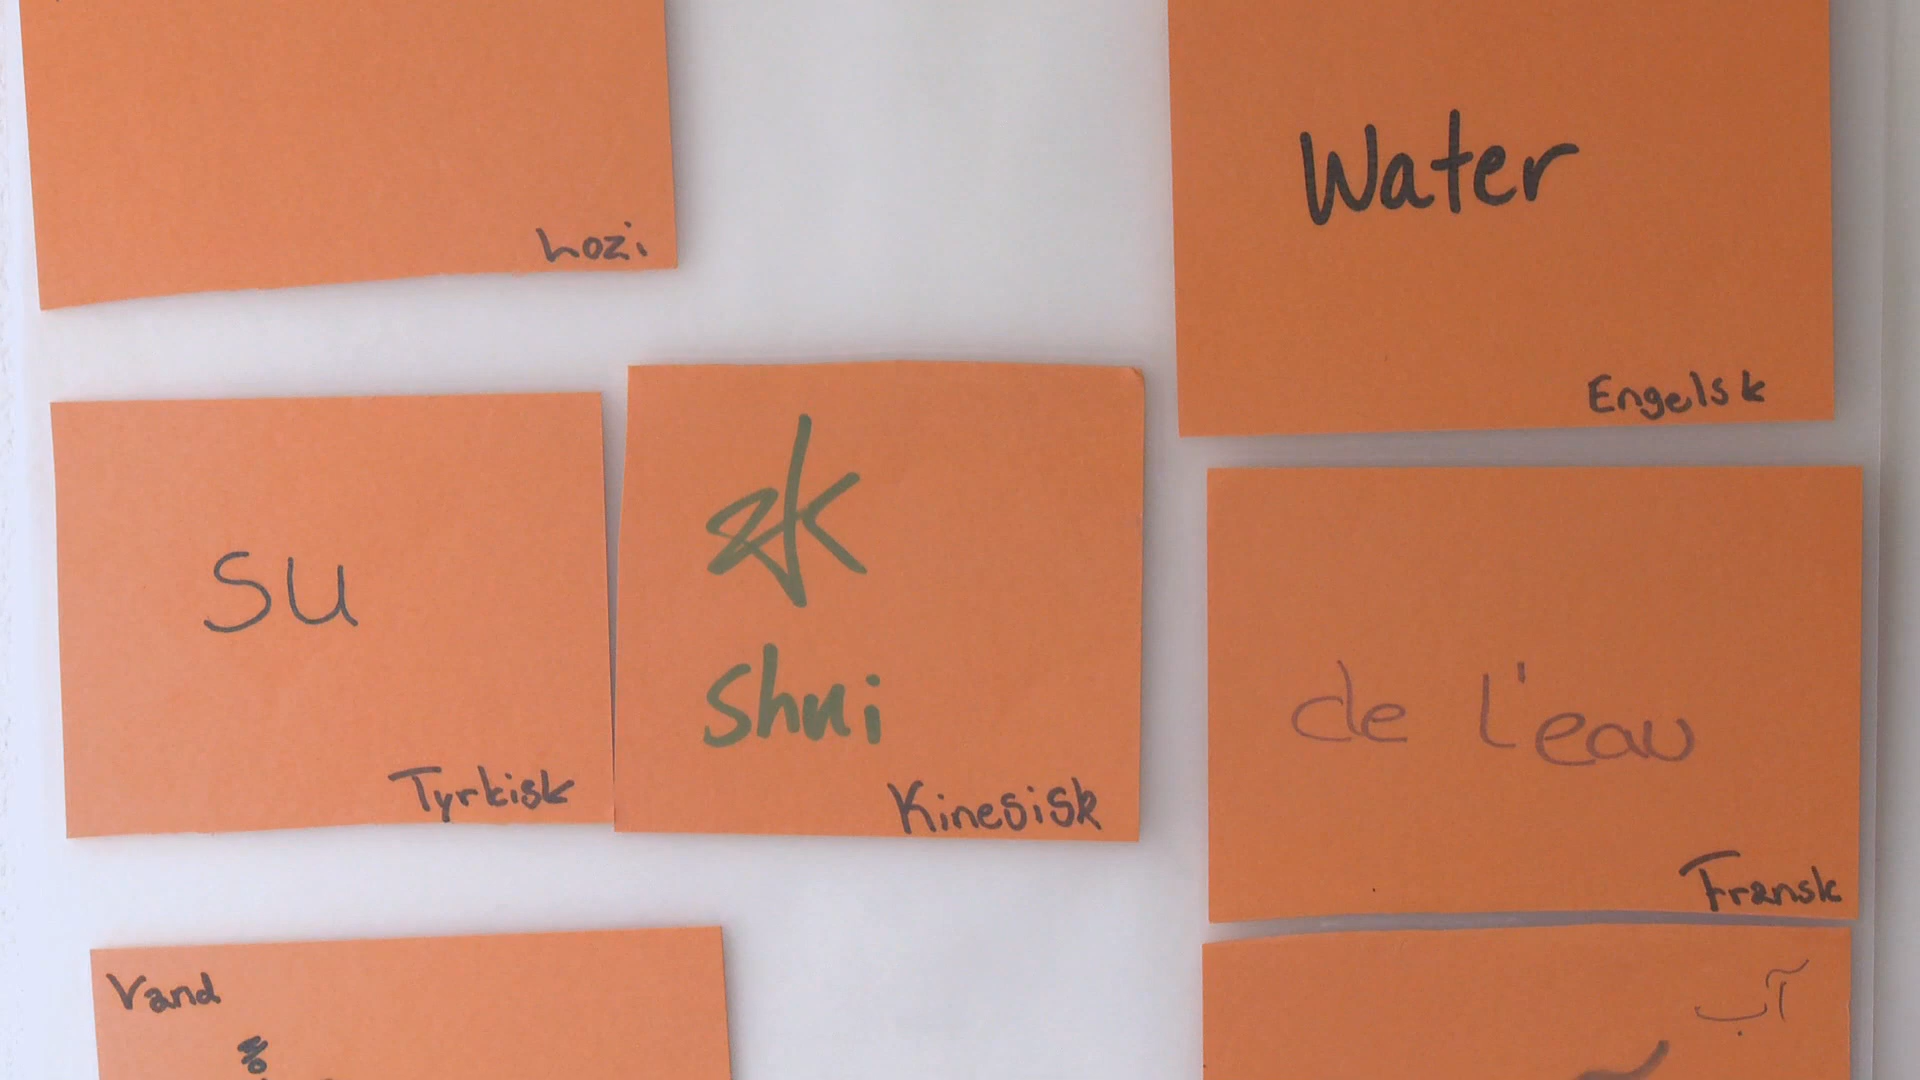 Lozi
Water
Engelsk
su
Tyrkisk
水
shui
Kinesisk
de l'eau
Fransk
Vand
آب